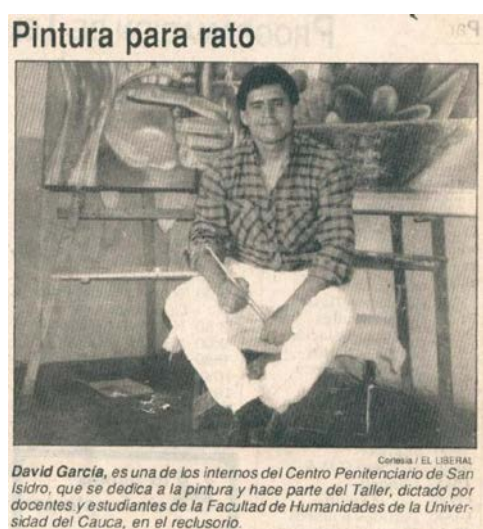 Pintura para rato
Cortesía / EL LIBERAL
David García, es una de los internos del Centro Penitenciario de San
Isidro, que se dedica a la pintura y hace parte del Taller, dictado por
docentes y estudiantes de la Facultad de Humanidades de la Univer-
sidad del Cauca, en el reclusorio.